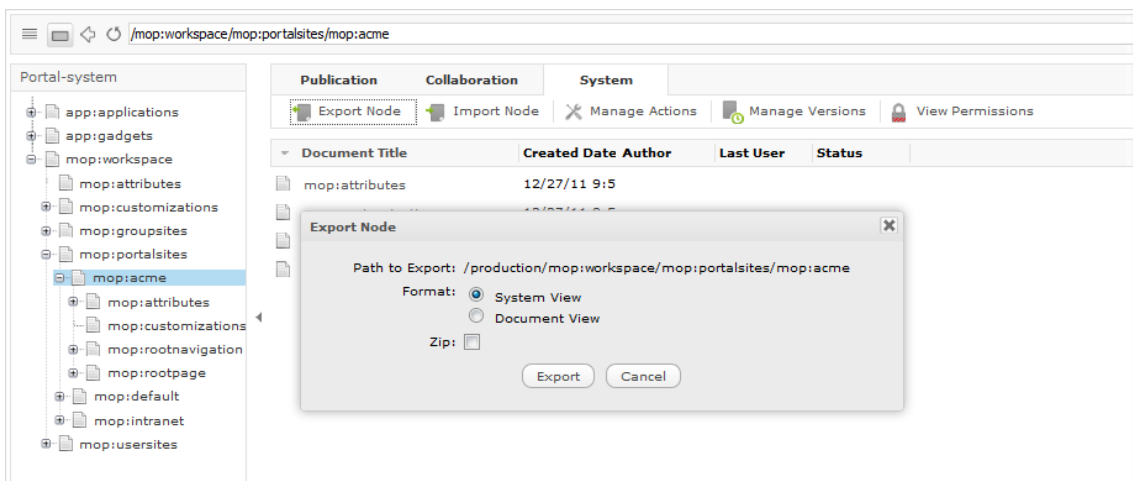 /mop:workspace/mop:portalsites/mop:acme
Portal-system
app:applications
app:gadgets
mop:workspace
mop:attributes
mop:customizations
mop:groupsites
mop:portalsites
mop:acme
mop:attributes
mop:customizations
mop:rootnavigation
mop:rootpage
mop:default
mop:intranet
mop:usersites
Publication Collaboration System
Export Node Import Node Manage Actions Manage Versions View Permissions
Document Title Created Date Author Last User Status
mop:attributes 12/27/11 9:5
Export Node
Path to Export: /production/mop:workspace/mop:portalsites/mop:acme
Format: System View
Document View
Zip:
Export Cancel